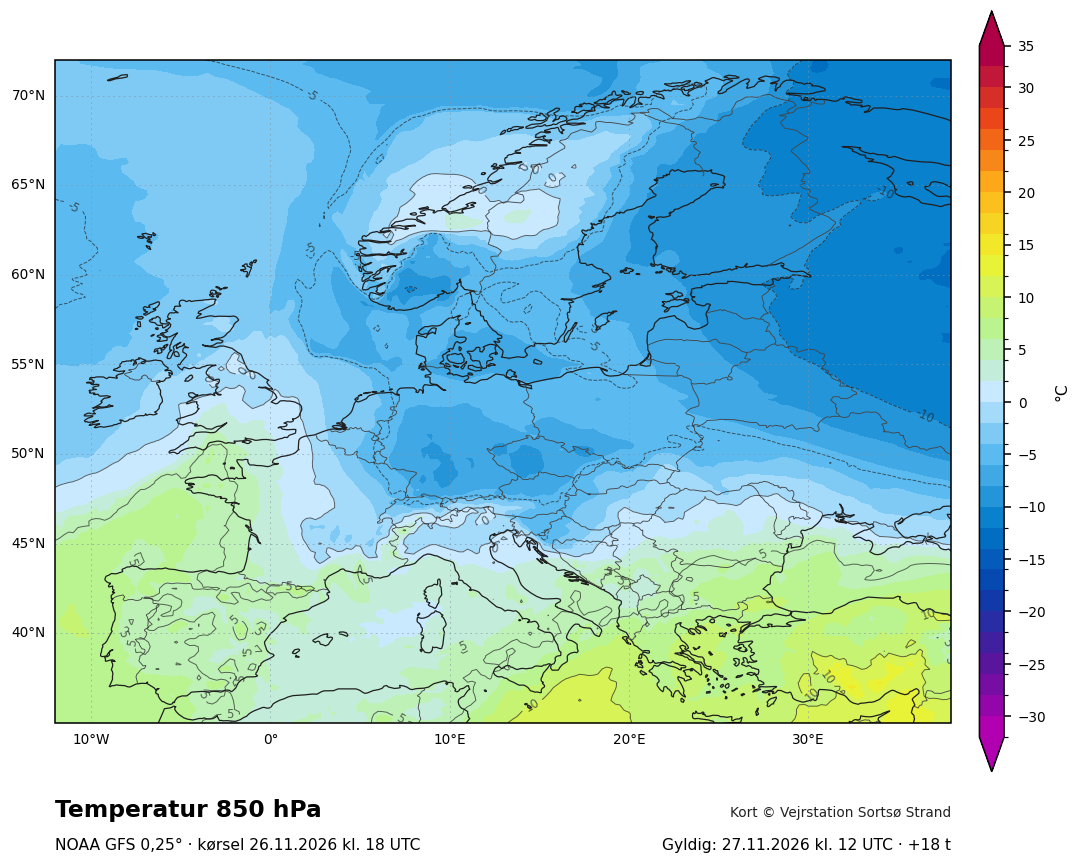 70°N
65°N
60°N
55°N
50°N
45°N
40°N
10°W
0°
10°E
20°E
30°E
35
30
25
20
15
10
5
0
−5
−10
−15
−20
−25
−30
°C
Temperatur 850 hPa
Kort © Vejrstation Sortsø Strand
NOAA GFS 0,25° · kørsel 26.11.2026 kl. 18 UTC
Gyldig: 27.11.2026 kl. 12 UTC · +18 t